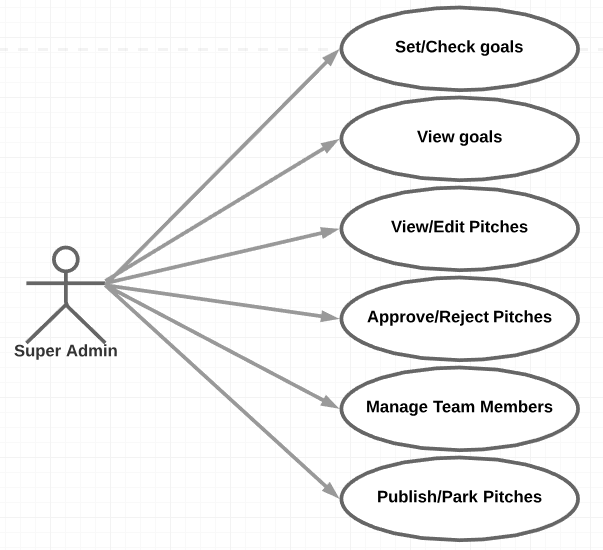 Set/Check goals
View goals
View/Edit Pitches
Approve/Reject Pitches
Super Admin
Manage Team Members
Publish/Park Pitches